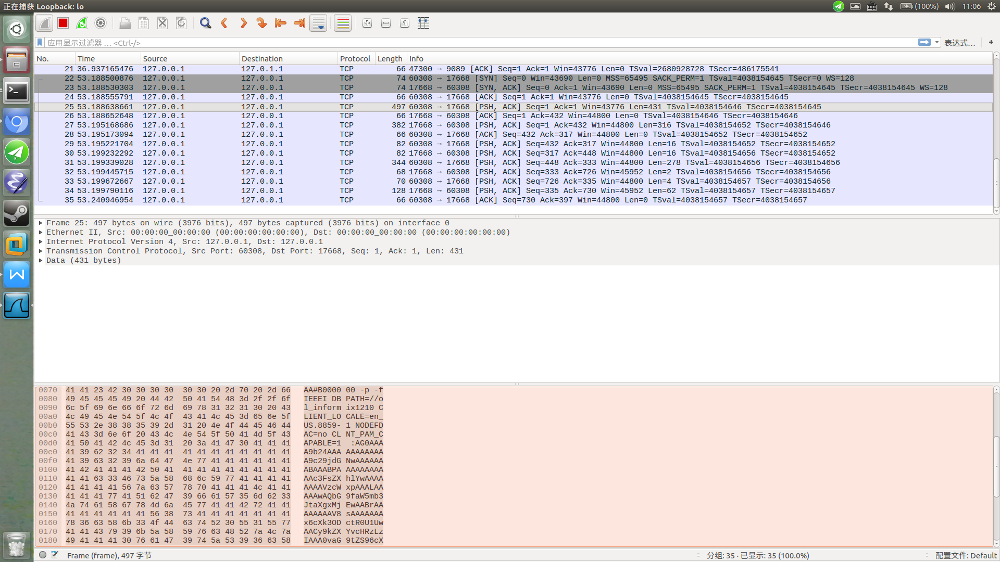 正在捕获 Loopback: lo
(100%) 11:06
应用显示过滤器 … <Ctrl-/> 表达式… +
No. Time Source Destination Protocol Length Info
21 36.937165476 127.0.0.1 127.0.1.1 TCP 66 47300 → 9089 [ACK] Seq=1 Ack=1 Win=43776 Len=0 TSval=2680928728 TSecr=486175541
22 53.188500876 127.0.0.1 127.0.0.1 TCP 74 60308 → 17668 [SYN] Seq=0 Win=43690 Len=0 MSS=65495 SACK_PERM=1 TSval=4038154645 TSecr=0 WS=128
23 53.188530303 127.0.0.1 127.0.0.1 TCP 74 17668 → 60308 [SYN, ACK] Seq=0 Ack=1 Win=43690 Len=0 MSS=65495 SACK_PERM=1 TSval=4038154645 TSecr=4038154645 WS=128
24 53.188555791 127.0.0.1 127.0.0.1 TCP 66 60308 → 17668 [ACK] Seq=1 Ack=1 Win=43776 Len=0 TSval=4038154645 TSecr=4038154645
25 53.188638661 127.0.0.1 127.0.0.1 TCP 497 60308 → 17668 [PSH, ACK] Seq=1 Ack=1 Win=43776 Len=431 TSval=4038154646 TSecr=4038154645
26 53.188652648 127.0.0.1 127.0.0.1 TCP 66 17668 → 60308 [ACK] Seq=1 Ack=432 Win=44800 Len=0 TSval=4038154646 TSecr=4038154646
27 53.195168686 127.0.0.1 127.0.0.1 TCP 382 17668 → 60308 [PSH, ACK] Seq=1 Ack=432 Win=44800 Len=316 TSval=4038154652 TSecr=4038154646
28 53.195173094 127.0.0.1 127.0.0.1 TCP 66 60308 → 17668 [ACK] Seq=432 Ack=317 Win=44800 Len=0 TSval=4038154652 TSecr=4038154652
29 53.195221704 127.0.0.1 127.0.0.1 TCP 82 60308 → 17668 [PSH, ACK] Seq=432 Ack=317 Win=44800 Len=16 TSval=4038154652 TSecr=4038154652
30 53.199232292 127.0.0.1 127.0.0.1 TCP 82 17668 → 60308 [PSH, ACK] Seq=317 Ack=448 Win=44800 Len=16 TSval=4038154656 TSecr=4038154652
31 53.199339028 127.0.0.1 127.0.0.1 TCP 344 60308 → 17668 [PSH, ACK] Seq=448 Ack=333 Win=44800 Len=278 TSval=4038154656 TSecr=4038154656
32 53.199445715 127.0.0.1 127.0.0.1 TCP 68 17668 → 60308 [PSH, ACK] Seq=333 Ack=726 Win=45952 Len=2 TSval=4038154656 TSecr=4038154656
33 53.199672667 127.0.0.1 127.0.0.1 TCP 70 60308 → 17668 [PSH, ACK] Seq=726 Ack=335 Win=44800 Len=4 TSval=4038154657 TSecr=4038154656
34 53.199790116 127.0.0.1 127.0.0.1 TCP 128 17668 → 60308 [PSH, ACK] Seq=335 Ack=730 Win=45952 Len=62 TSval=4038154657 TSecr=4038154657
35 53.240946954 127.0.0.1 127.0.0.1 TCP 66 60308 → 17668 [ACK] Seq=730 Ack=397 Win=44800 Len=0 TSval=4038154657 TSecr=4038154657
Frame 25: 497 bytes on wire (3976 bits), 497 bytes captured (3976 bits) on interface 0
Ethernet II, Src: 00:00:00_00:00:00 (00:00:00:00:00:00), Dst: 00:00:00_00:00:00 (00:00:00:00:00:00)
Internet Protocol Version 4, Src: 127.0.0.1, Dst: 127.0.0.1
Transmission Control Protocol, Src Port: 60308, Dst Port: 17668, Seq: 1, Ack: 1, Len: 431
Data (431 bytes)
0070 41 41 23 42 30 30 30 30 30 30 20 2d 70 20 2d 66 AA#B0000 00 -p -f
0080 49 45 45 45 49 20 44 42 50 41 54 48 3d 2f 2f 6f IEEEI DB PATH=//o
0090 6c 5f 69 6e 66 6f 72 6d 69 78 31 32 31 30 20 43 l_inform ix1210 C
00a0 4c 49 45 4e 54 5f 4c 4f 43 41 4c 45 3d 65 6e 5f LIENT_LO CALE=en_
00b0 55 53 2e 38 38 35 39 2d 31 20 4e 4f 44 45 46 44 US.8859- 1 NODEFD
00c0 41 43 3d 6e 6f 20 43 4c 4e 54 5f 50 41 4d 5f 43 AC=no CL NT_PAM_C
00d0 41 50 41 42 4c 45 3d 31 20 3a 41 47 30 41 41 41 APABLE=1 :AG0AAA
00e0 41 39 62 32 34 41 41 41 41 41 41 41 41 41 41 41 A9b24AAA AAAAAAAA
00f0 41 39 63 32 39 6a 64 47 4e 77 41 41 41 41 41 41 A9c29jdG NwAAAAAA
0100 41 42 41 41 41 42 50 41 41 41 41 41 41 41 41 41 ABAAABPA AAAAAAAA
0110 41 41 63 33 46 73 5a 58 68 6c 59 77 41 41 41 41 AAc3FsZX hlYwAAAA
0120 41 41 41 41 56 7a 63 57 78 70 41 41 41 4c 41 41 AAAAVzcW xpAAALAA
0130 41 41 41 77 41 51 62 47 39 66 61 57 35 6d 62 33 AAAwAQbG 9faW5mb3
0140 4a 74 61 58 67 78 4d 6a 45 77 41 41 42 72 41 41 JtaXgxMj EwAABrAA
0150 41 41 41 41 41 41 56 38 73 41 41 41 41 41 41 41 AAAAAAV8 sAAAAAAA
0160 78 36 63 58 6b 33 4f 44 63 74 52 30 55 31 55 77 x6cXk3OD ctR0U1Uw
0170 41 41 43 79 39 6b 5a 58 59 76 63 48 52 7a 4c 7a AACy9kZX YvcHRzLz
0180 49 41 41 41 30 76 61 47 39 74 5a 53 39 36 63 58 IAAA0vaG 9tZS96cX
Frame (frame), 497 字节 分组: 35 · 已显示: 35 (100.0%) 配置文件: Default